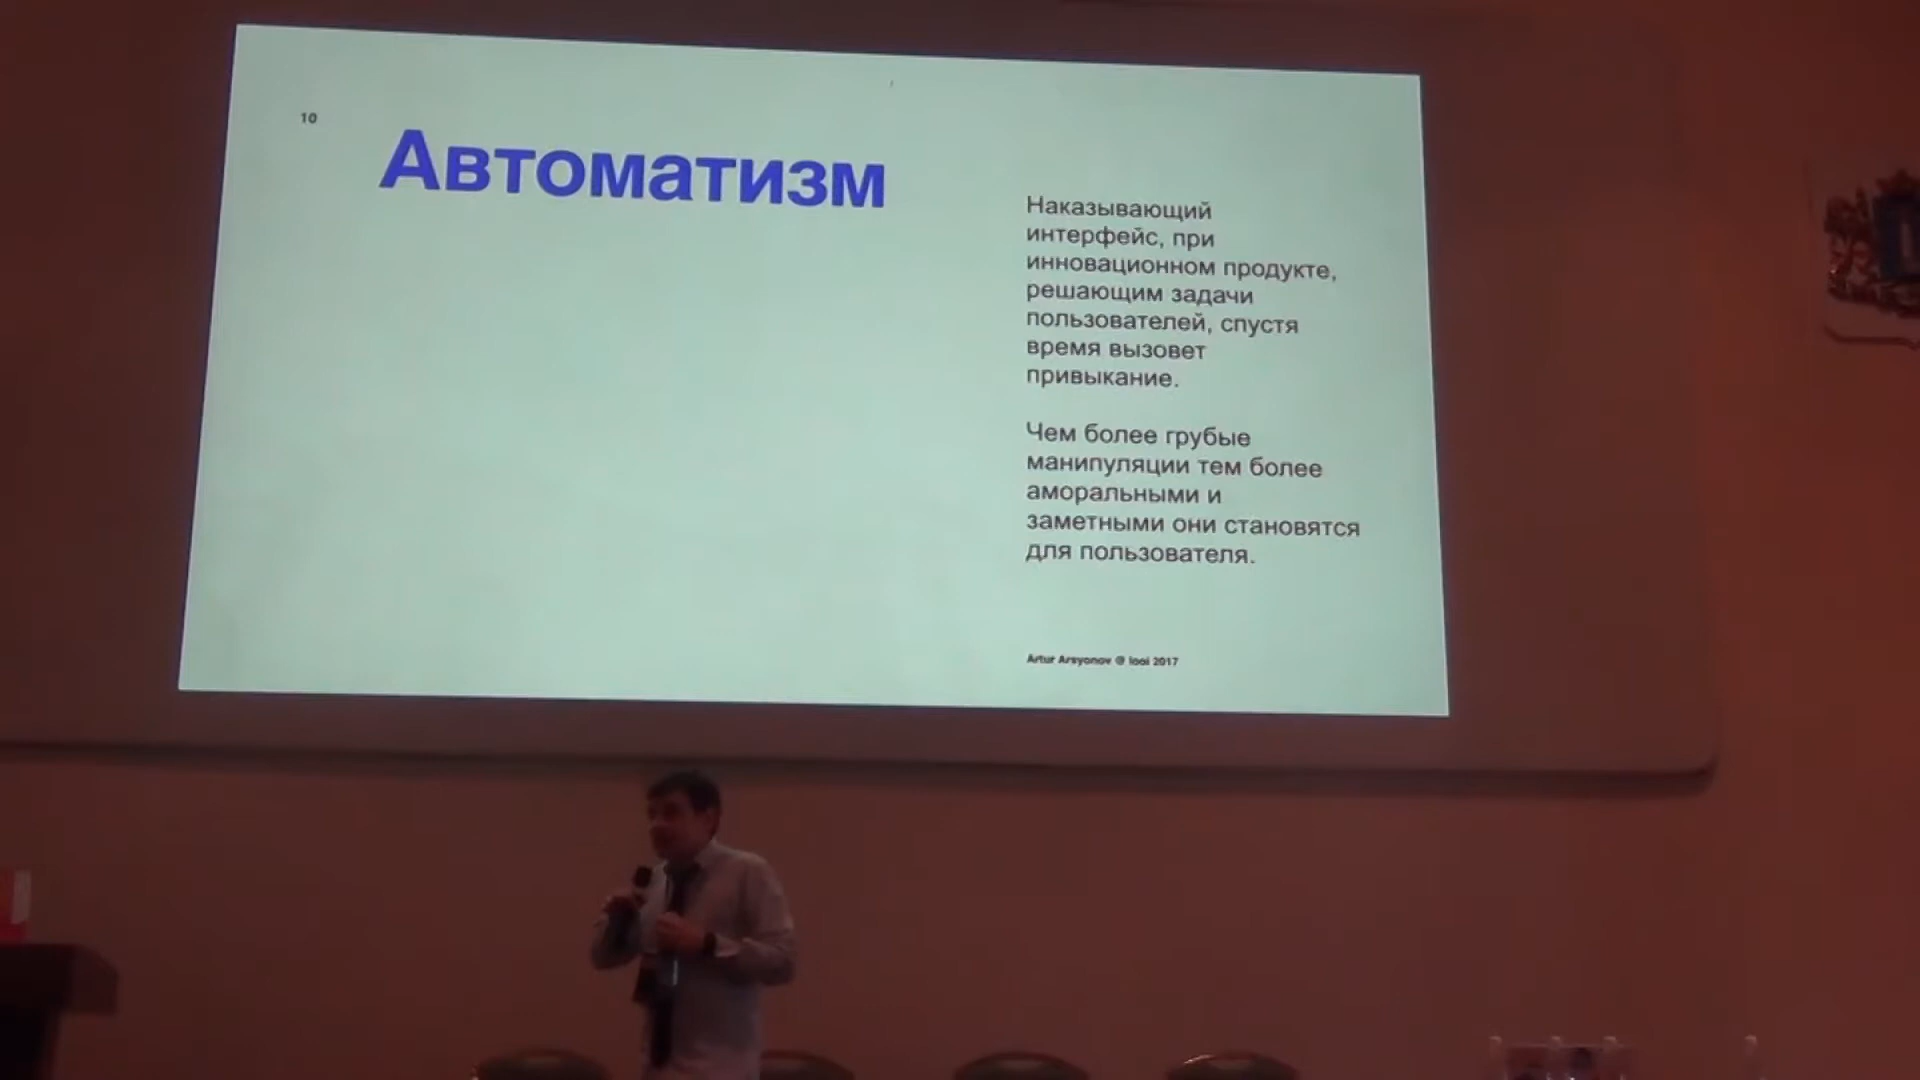 10
Автоматизм
Наказывающий
интерфейс, при
инновационном продукте,
решающим задачи
пользователей, спустя
время вызовет
привыкание.
Чем более грубые
манипуляции тем более
аморальными и
заметными они становятся
для пользователя.
Artur Arsyonov @ looi 2017